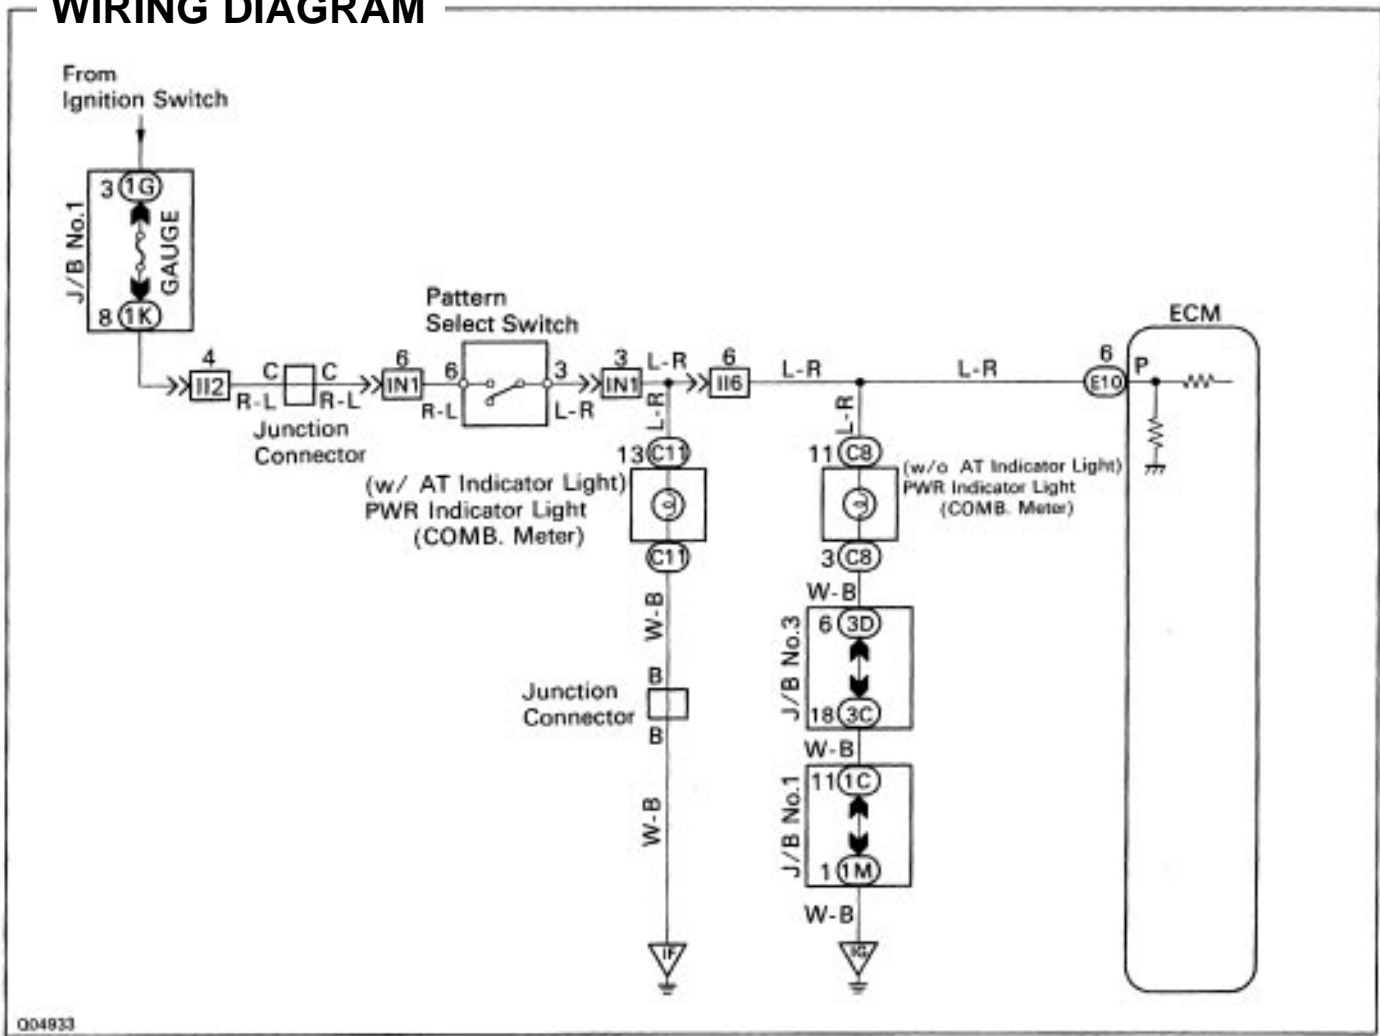 WIRING DIAGRAM
From
Ignition Switch
3 1G
J/B No.1
GAUGE
8 1K
4
II2
C C
R-L R-L
Junction
Connector
6
IN1
R-L
Pattern
Select Switch
6 3
L-R
3
IN1
L-R
6
II6
L-R
L-R
6
E10
P
ECM
L-R
13 C11
(w/ AT Indicator Light)
PWR Indicator Light
(COMB. Meter)
C11
W-B
B
Junction
Connector
B
W-B
IF
L-R
11 C8
(w/o AT Indicator Light)
PWR Indicator Light
(COMB. Meter)
3 C8
W-B
6 3D
J/B No.3
18 3C
W-B
11 1C
J/B No.1
1 1M
W-B
IG
Q04933